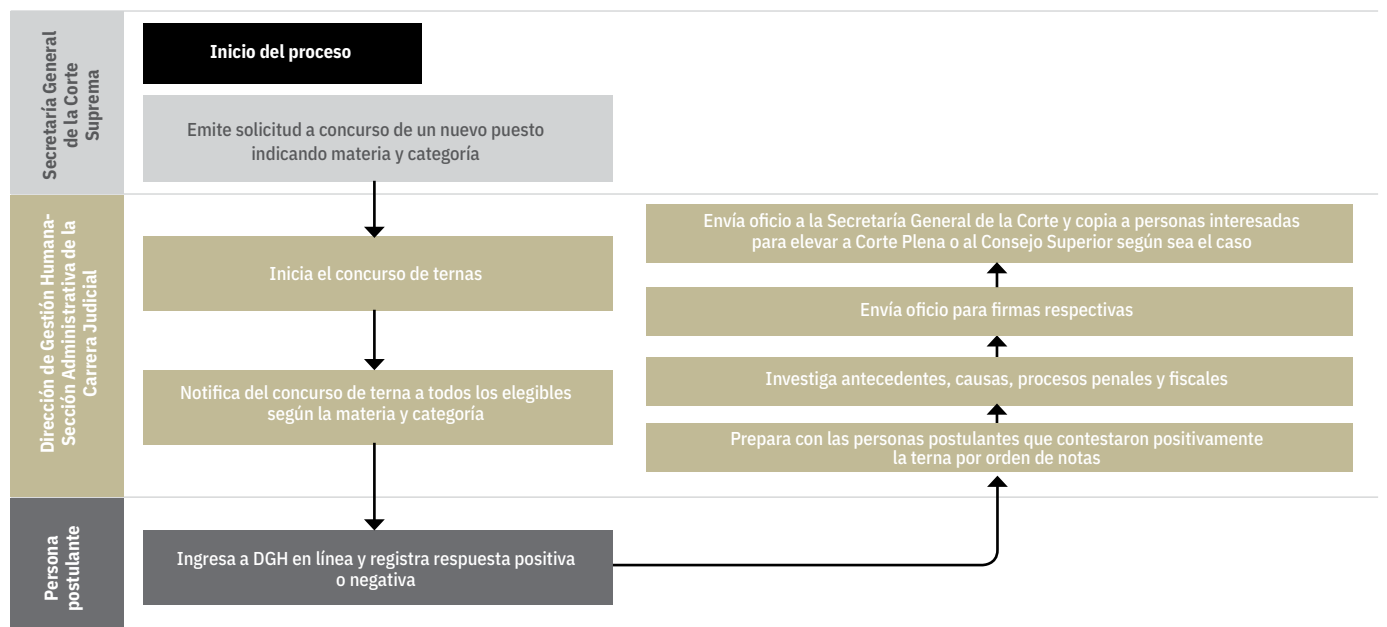 Secretaría General
de la Corte
Suprema
Inicio del proceso
Emite solicitud a concurso de un nuevo puesto
indicando materia y categoría
Dirección de Gestión Humana-
Sección Administrativa de la
Carrera Judicial
Inicia el concurso de ternas
Notifica del concurso de terna a todos los elegibles
según la materia y categoría
Persona
postulante
Ingresa a DGH en línea y registra respuesta positiva
o negativa
Prepara con las personas postulantes que contestaron positivamente
la terna por orden de notas
Investiga antecedentes, causas, procesos penales y fiscales
Envía oficio para firmas respectivas
Envía oficio a la Secretaría General de la Corte y copia a personas interesadas
para elevar a Corte Plena o al Consejo Superior según sea el caso